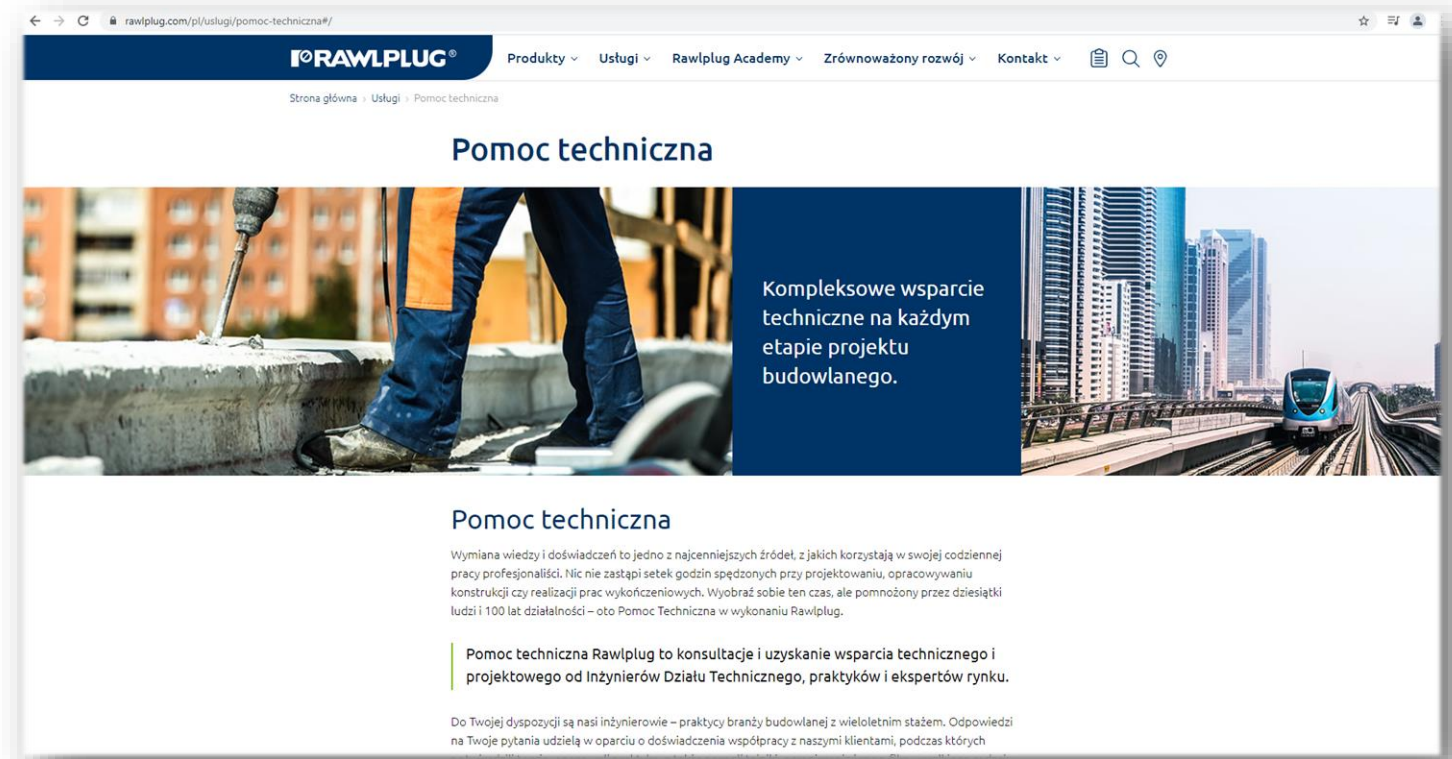 rawlplug.com/pl/uslugi/pomoc-techniczna#/
RAWLPLUG®
Produkty Usługi Rawlplug Academy Zrównoważony rozwój Kontakt
Strona główna › Usługi › Pomoc techniczna
Pomoc techniczna
Kompleksowe wsparcie
techniczne na każdym
etapie projektu
budowlanego.
Pomoc techniczna
Wymiana wiedzy i doświadczeń to jedno z najcenniejszych źródeł, z jakich korzystają w swojej codziennej
pracy profesjonaliści. Nic nie zastąpi setek godzin spędzonych przy projektowaniu, opracowywaniu
konstrukcji czy realizacji prac wykończeniowych. Wyobraź sobie ten czas, ale pomnożony przez dziesiątki
ludzi i 100 lat działalności – oto Pomoc Techniczna w wykonaniu Rawlplug.
Pomoc techniczna Rawlplug to konsultacje i uzyskanie wsparcia technicznego i
projektowego od Inżynierów Działu Technicznego, praktyków i ekspertów rynku.
Do Twojej dyspozycji są nasi inżynierowie – praktycy branży budowlanej z wieloletnim stażem. Odpowiedzi
na Twoje pytania udzielą w oparciu o doświadczenia współpracy z naszymi klientami, podczas których